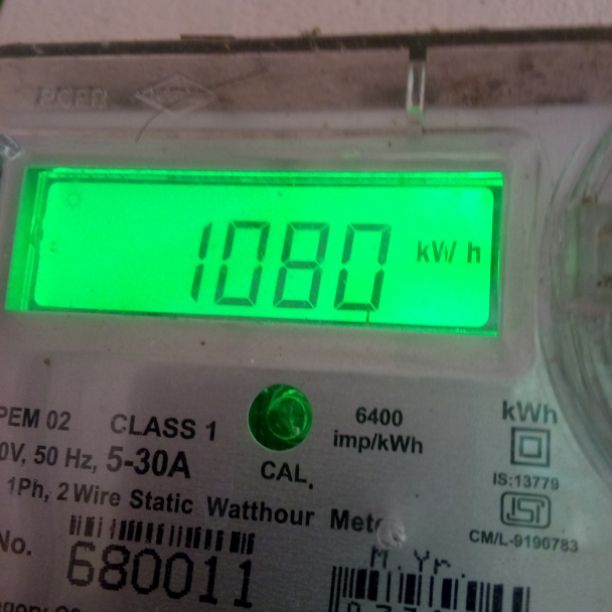 1080 kW h
PEM 02 CLASS 1 6400 kWh
0V, 50 Hz, 5-30A imp/kWh
CAL. IS:13779
1Ph, 2 Wire Static Watthour
CM/L-9190783
No. 680011 M.Yr.